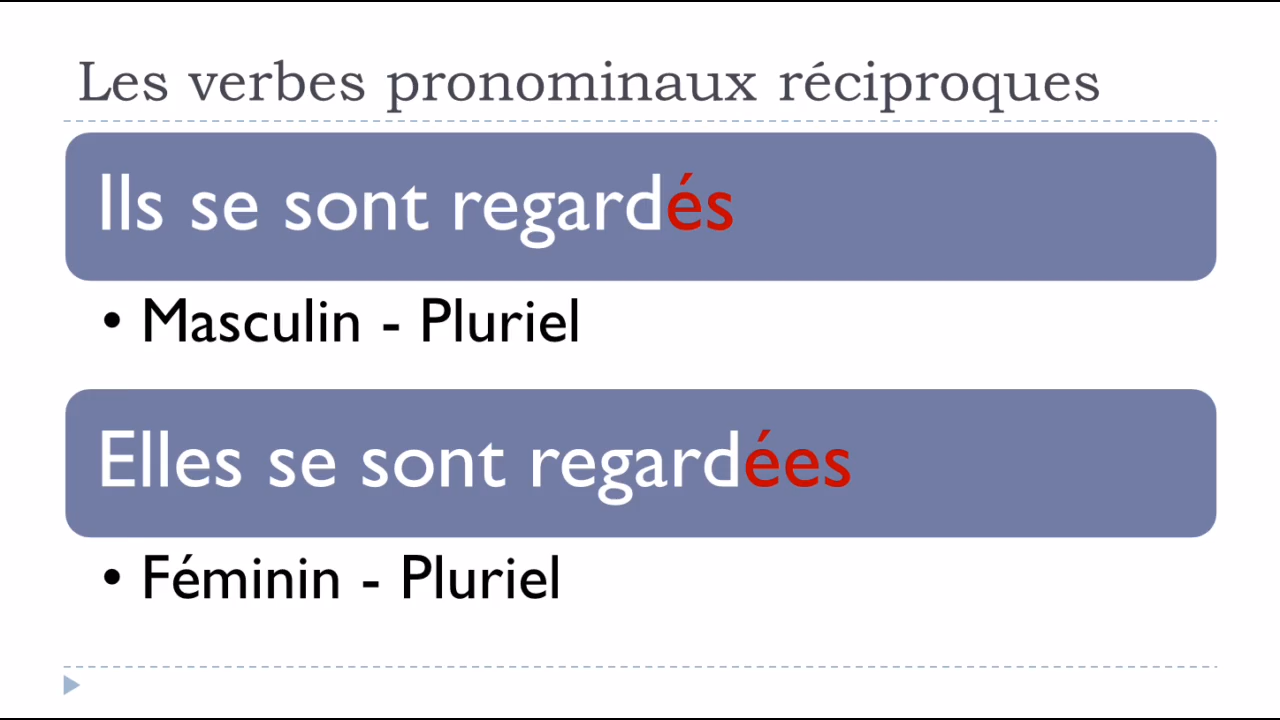 Les verbes pronominaux réciproques
Ils se sont regardés
• Masculin - Pluriel
Elles se sont regardées
• Féminin - Pluriel